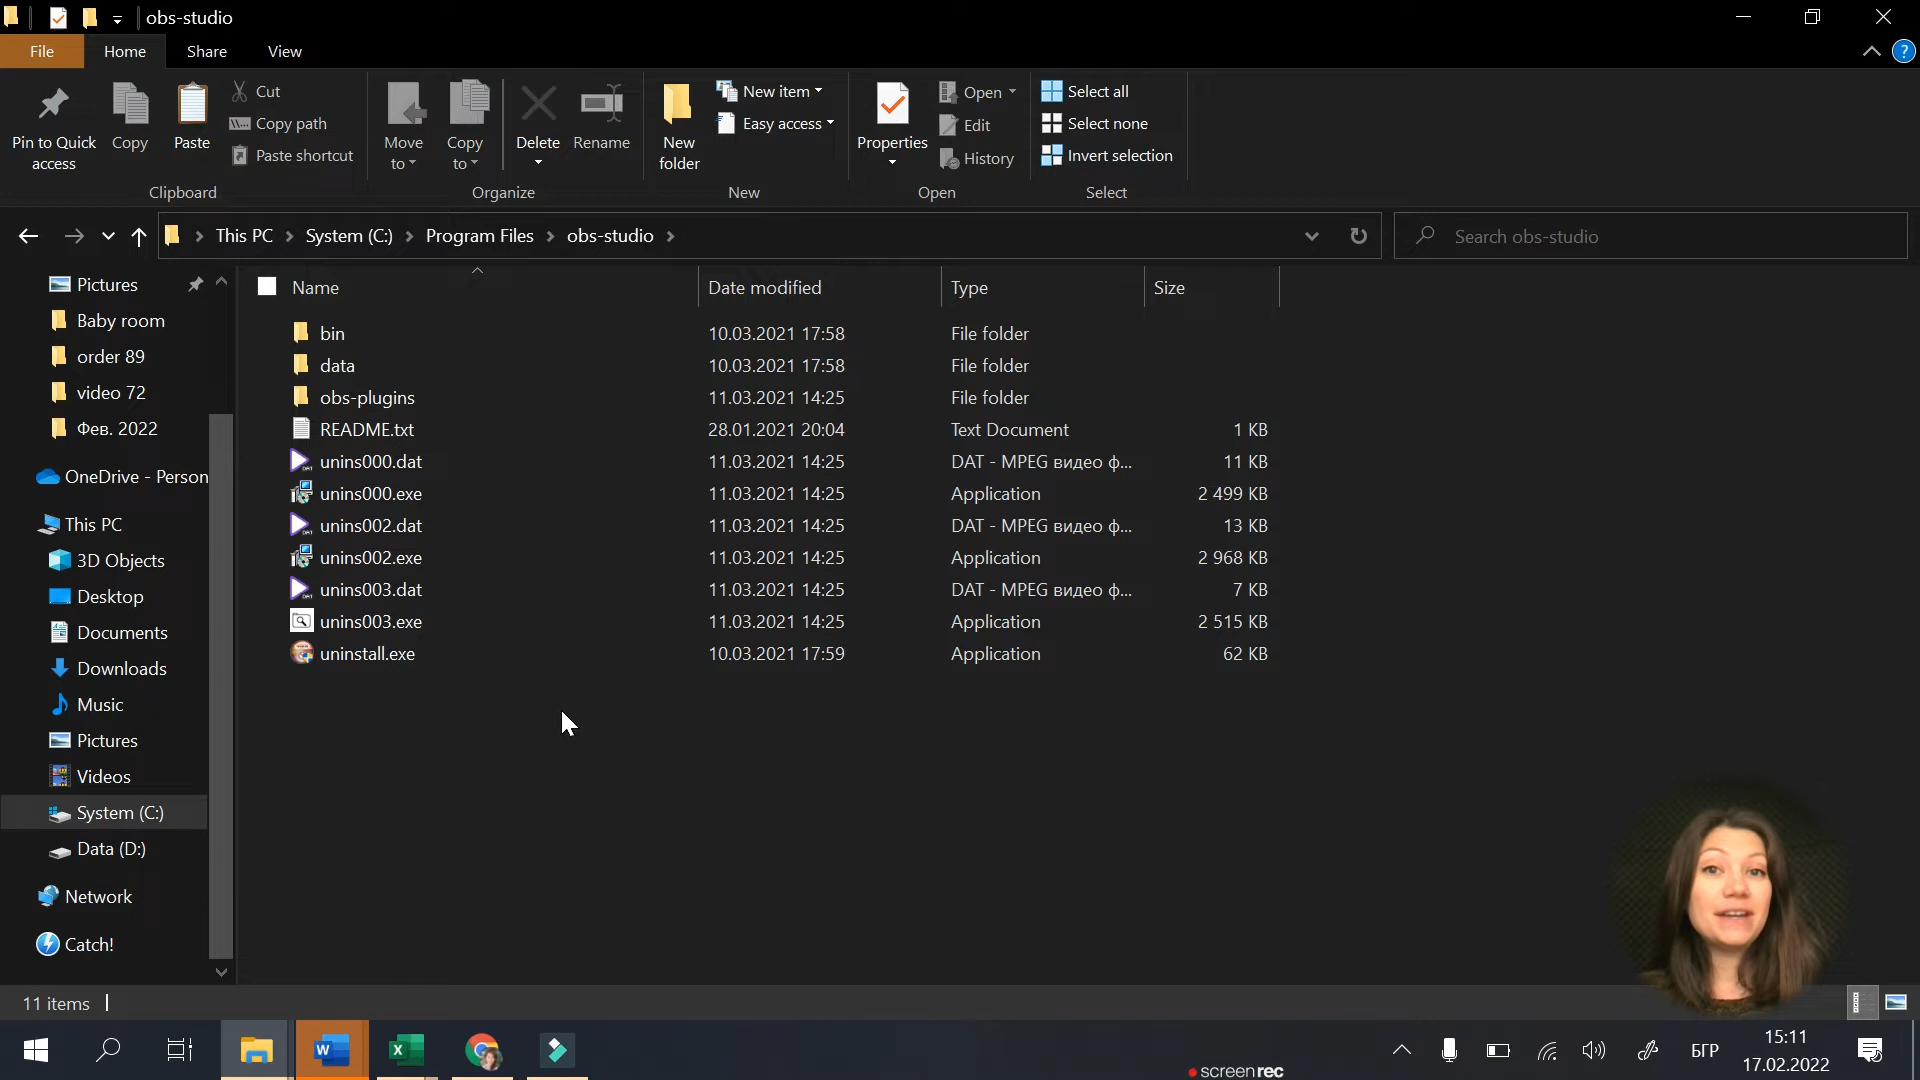 obs-studio
File Home Share View
Pin to Quick access
Copy
Paste
Cut
Copy path
Paste shortcut
Clipboard
Move to
Copy to
Delete
Rename
Organize
New folder
New item
Easy access
New
Properties
Open
Edit
History
Open
Select all
Select none
Invert selection
Select
This PC System (C:) Program Files obs-studio
Search obs-studio
Pictures
Baby room
order 89
video 72
Фев. 2022
OneDrive - Person
This PC
3D Objects
Desktop
Documents
Downloads
Music
Pictures
Videos
System (C:)
Data (D:)
Network
Catch!
Name Date modified Type Size
bin 10.03.2021 17:58 File folder
data 10.03.2021 17:58 File folder
obs-plugins 11.03.2021 14:25 File folder
README.txt 28.01.2021 20:04 Text Document 1 KB
unins000.dat 11.03.2021 14:25 DAT - MPEG видео ф... 11 KB
unins000.exe 11.03.2021 14:25 Application 2 499 KB
unins002.dat 11.03.2021 14:25 DAT - MPEG видео ф... 13 KB
unins002.exe 11.03.2021 14:25 Application 2 968 KB
unins003.dat 11.03.2021 14:25 DAT - MPEG видео ф... 7 KB
unins003.exe 11.03.2021 14:25 Application 2 515 KB
uninstall.exe 10.03.2021 17:59 Application 62 KB
11 items
screenrec
БГР
15:11
17.02.2022